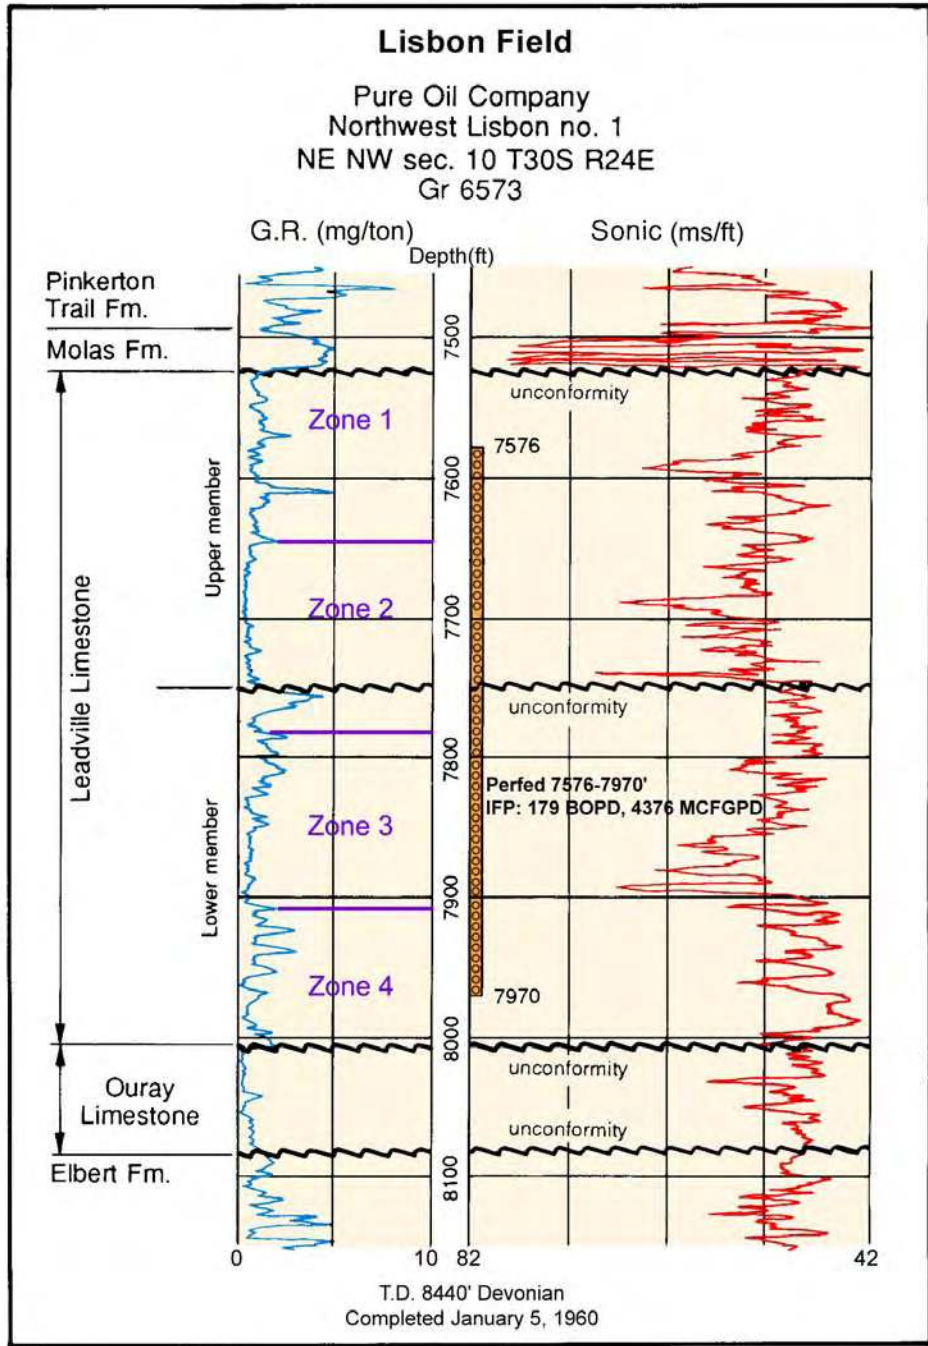 Lisbon Field
Pure Oil Company
Northwest Lisbon no. 1
NE NW sec. 10 T30S R24E
Gr 6573
G.R. (mg/ton)
Sonic (ms/ft)
Depth(ft)
Pinkerton
Trail Fm.
Molas Fm.
7500
unconformity
Zone 1
7576
7600
Upper member
Zone 2
7700
Leadville Limestone
unconformity
7800
Perfed 7576-7970'
IFP: 179 BOPD, 4376 MCFGPD
Zone 3
Lower member
7900
Zone 4
7970
8000
unconformity
Ouray
Limestone
unconformity
Elbert Fm.
8100
0
10
82
42
T.D. 8440' Devonian
Completed January 5, 1960